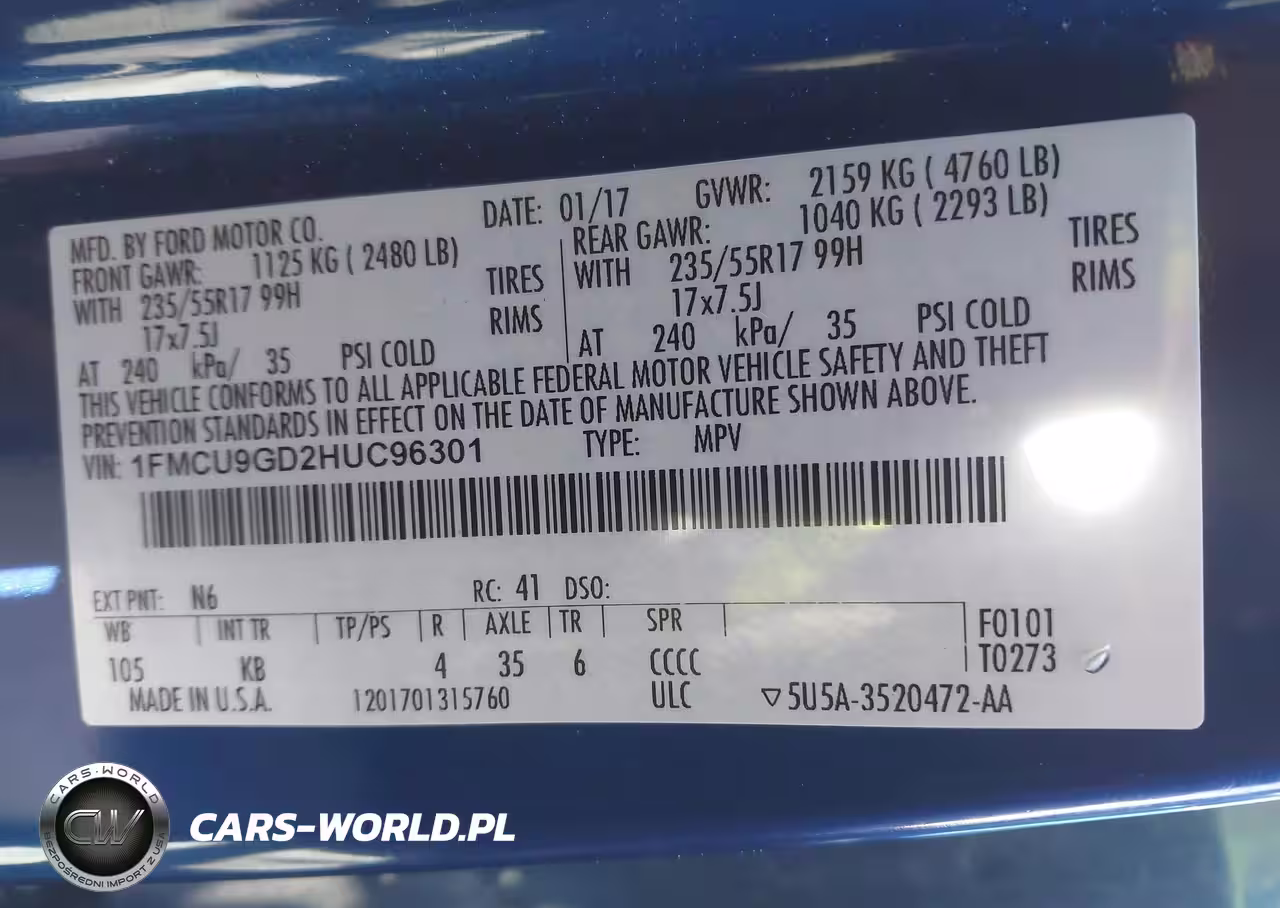 MFD. BY FORD MOTOR CO. DATE: 01/17 GVWR: 2159 KG ( 4760 LB)
FRONT GAWR: 1125 KG ( 2480 LB) REAR GAWR: 1040 KG ( 2293 LB)
WITH 235/55R17 99H TIRES WITH 235/55R17 99H TIRES
17x7.5J RIMS 17x7.5J RIMS
AT 240 kPa/ 35 PSI COLD AT 240 kPa/ 35 PSI COLD
THIS VEHICLE CONFORMS TO ALL APPLICABLE FEDERAL MOTOR VEHICLE SAFETY AND THEFT
PREVENTION STANDARDS IN EFFECT ON THE DATE OF MANUFACTURE SHOWN ABOVE.
VIN: 1FMCU9GD2HUC96301 TYPE: MPV
EXT PNT: N6 RC: 41 DSO:
WB INT TR TP/PS R AXLE TR SPR F0101
105 KB 4 35 6 CCCC T0273
MADE IN U.S.A. 1201701315760 ULC ▽5U5A-3520472-AA
CARS-WORLD
CW
BEZPOŚREDNI IMPORT Z USA
CARS-WORLD.PL